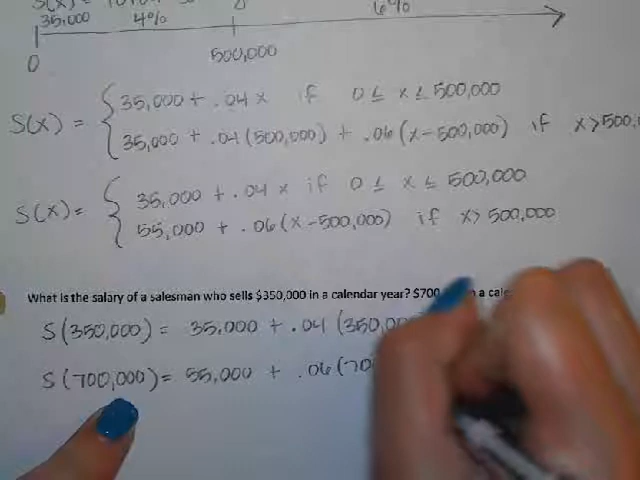 35,000 4% 6%
0 500,000
S(x) = { 35,000 + .04 x if 0 ≤ x ≤ 500,000
35,000 + .04(500,000) + .06(x-500,000) if x>500,
S(x) = { 35,000 + .04 x if 0 ≤ x ≤ 500,000
55,000 + .06(x-500,000) if x> 500,000
What is the salary of a salesman who sells $350,000 in a calendar year? $700 a
S(350,000) = 35,000 + .04 (350,0
S(700,000) = 55,000 + .06(70